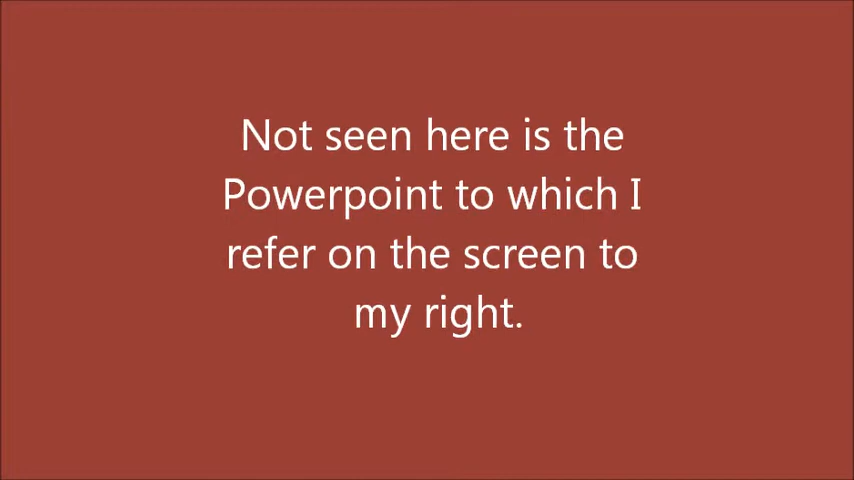 Not seen here is the
Powerpoint to which I
refer on the screen to
my right.